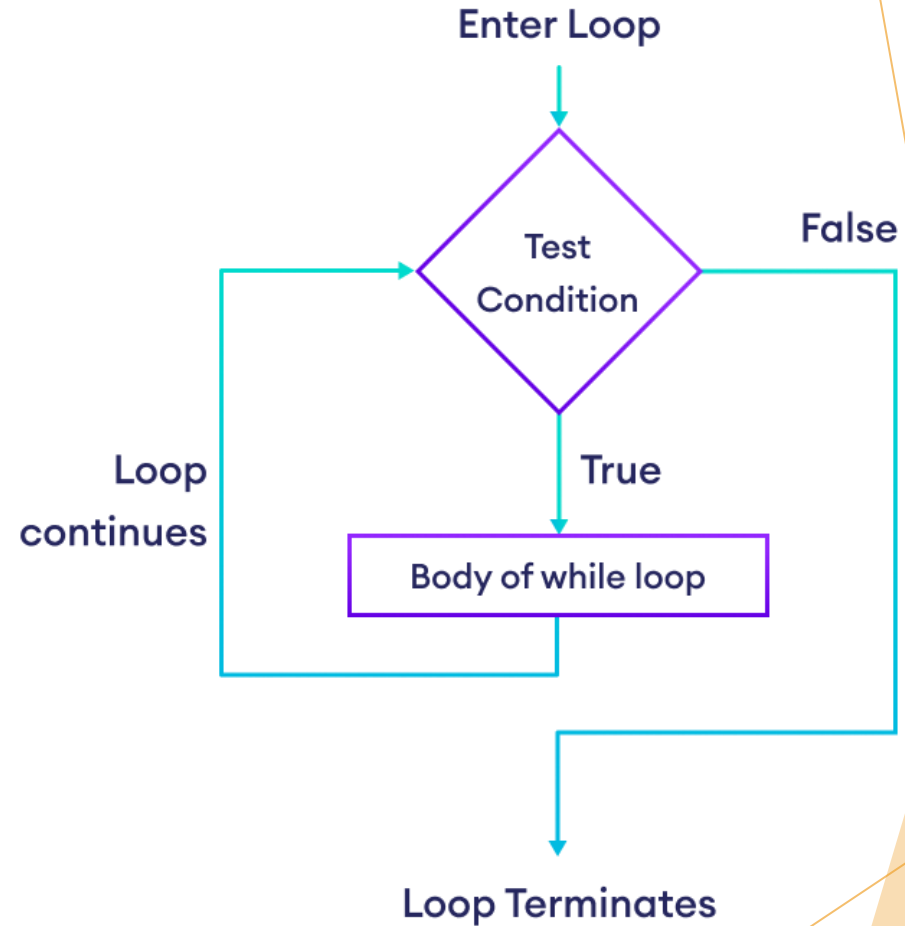 Enter Loop
Test
Condition
False
True
Loop
continues
Body of while loop
Loop Terminates